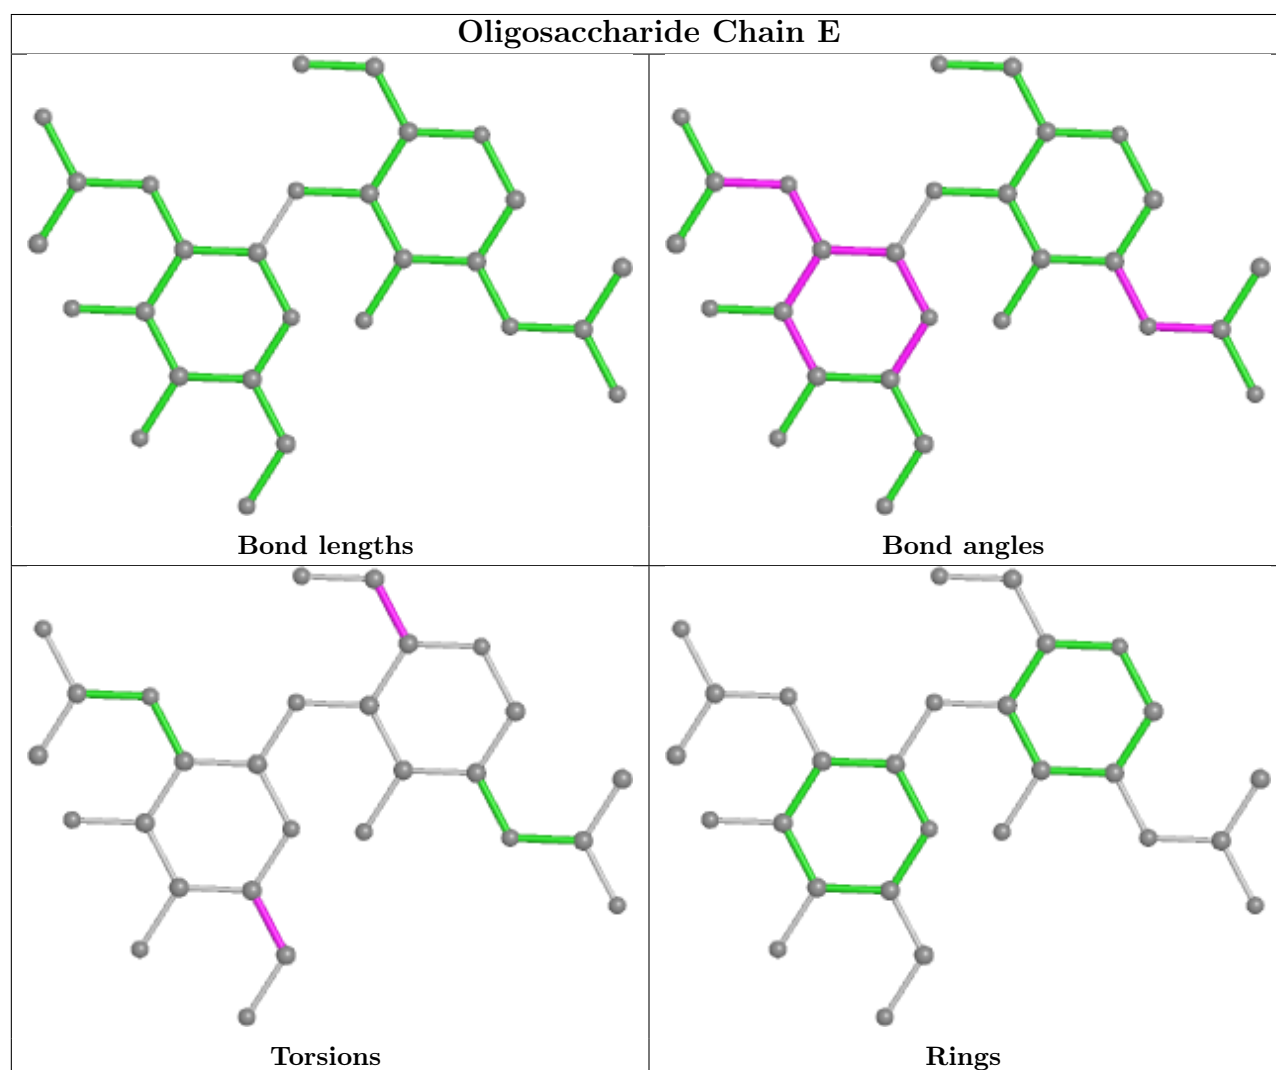 Oligosaccharide Chain E
Bond lengths
Bond angles
Torsions
Rings